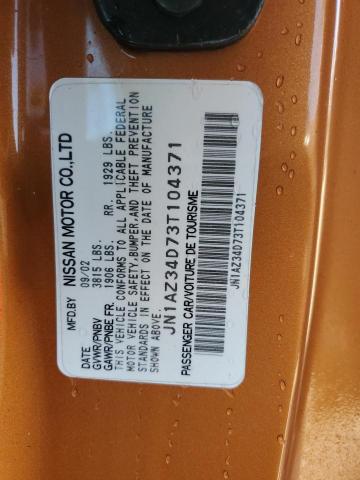 MFD.BY NISSAN MOTOR CO.,LTD
DATE 09/02
GVWR/PNBV 3815 LBS.
GAWR/PNBE FR. 1906 LBS. RR. 1929 LBS.
THIS VEHICLE CONFORMS TO ALL APPLICABLE FEDERAL
MOTOR VEHICLE SAFETY,BUMPER,AND THEFT PREVENTION
STANDARDS IN EFFECT ON THE DATE OF MANUFACTURE
SHOWN ABOVE.
JN1AZ34D73T104371
PASSENGER CAR/VOITURE DE TOURISME
JN1AZ34D73T104371